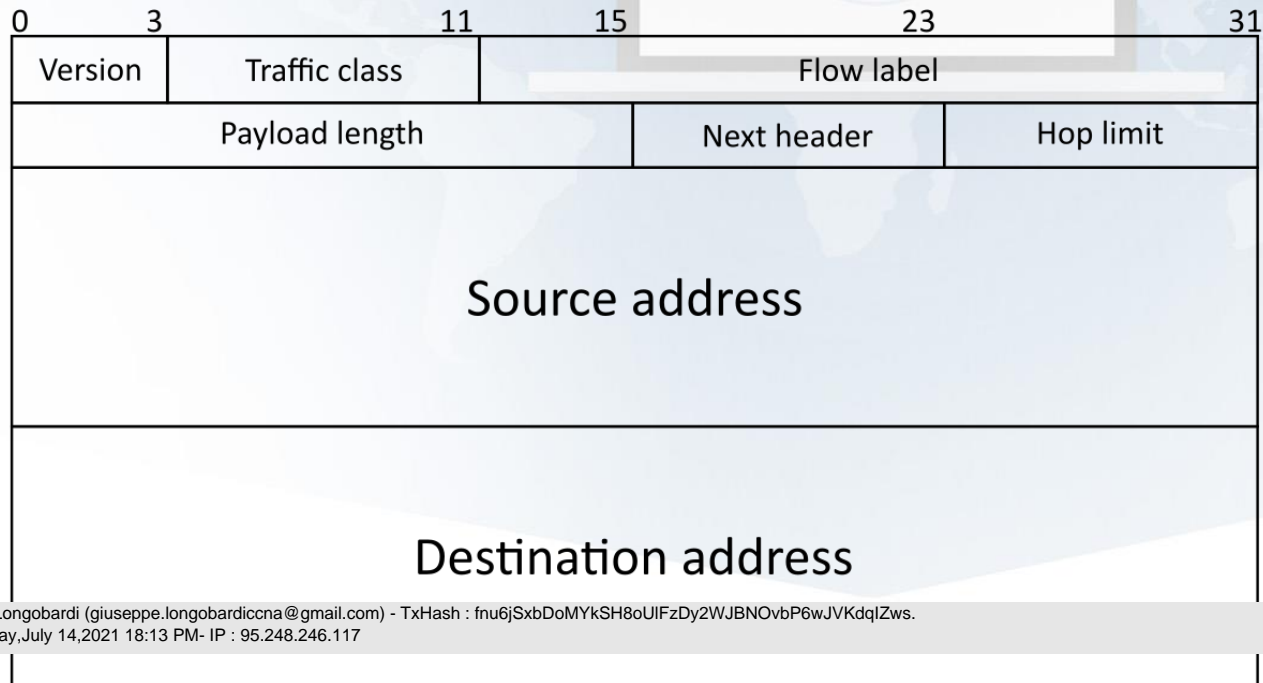 0 3 11 15 23 31
Version Traffic class Flow label
Payload length Next header Hop limit
Source address
Destination address
ongobardi (giuseppe.longobardiccna@gmail.com) - TxHash : fnu6jSxbDoMYkSH8oUIFzDy2WJBNOvbP6wJVKdqIZws.
ay,July 14,2021 18:13 PM- IP : 95.248.246.117